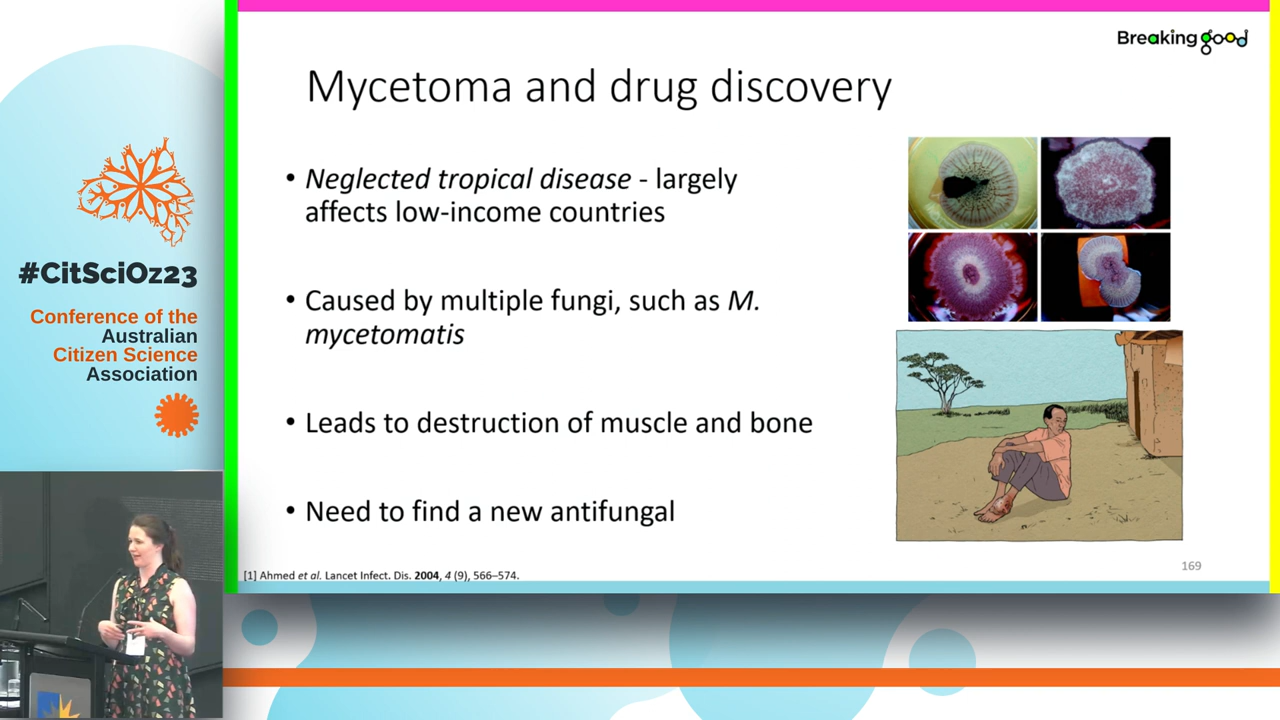 Breaking good
Mycetoma and drug discovery
• Neglected tropical disease - largely
affects low-income countries
• Caused by multiple fungi, such as M.
mycetomatis
• Leads to destruction of muscle and bone
• Need to find a new antifungal
[1] Ahmed et al. Lancet Infect. Dis. 2004, 4 (9), 566–574.
169
#CitSciOz23
Conference of the
Australian
Citizen Science
Association